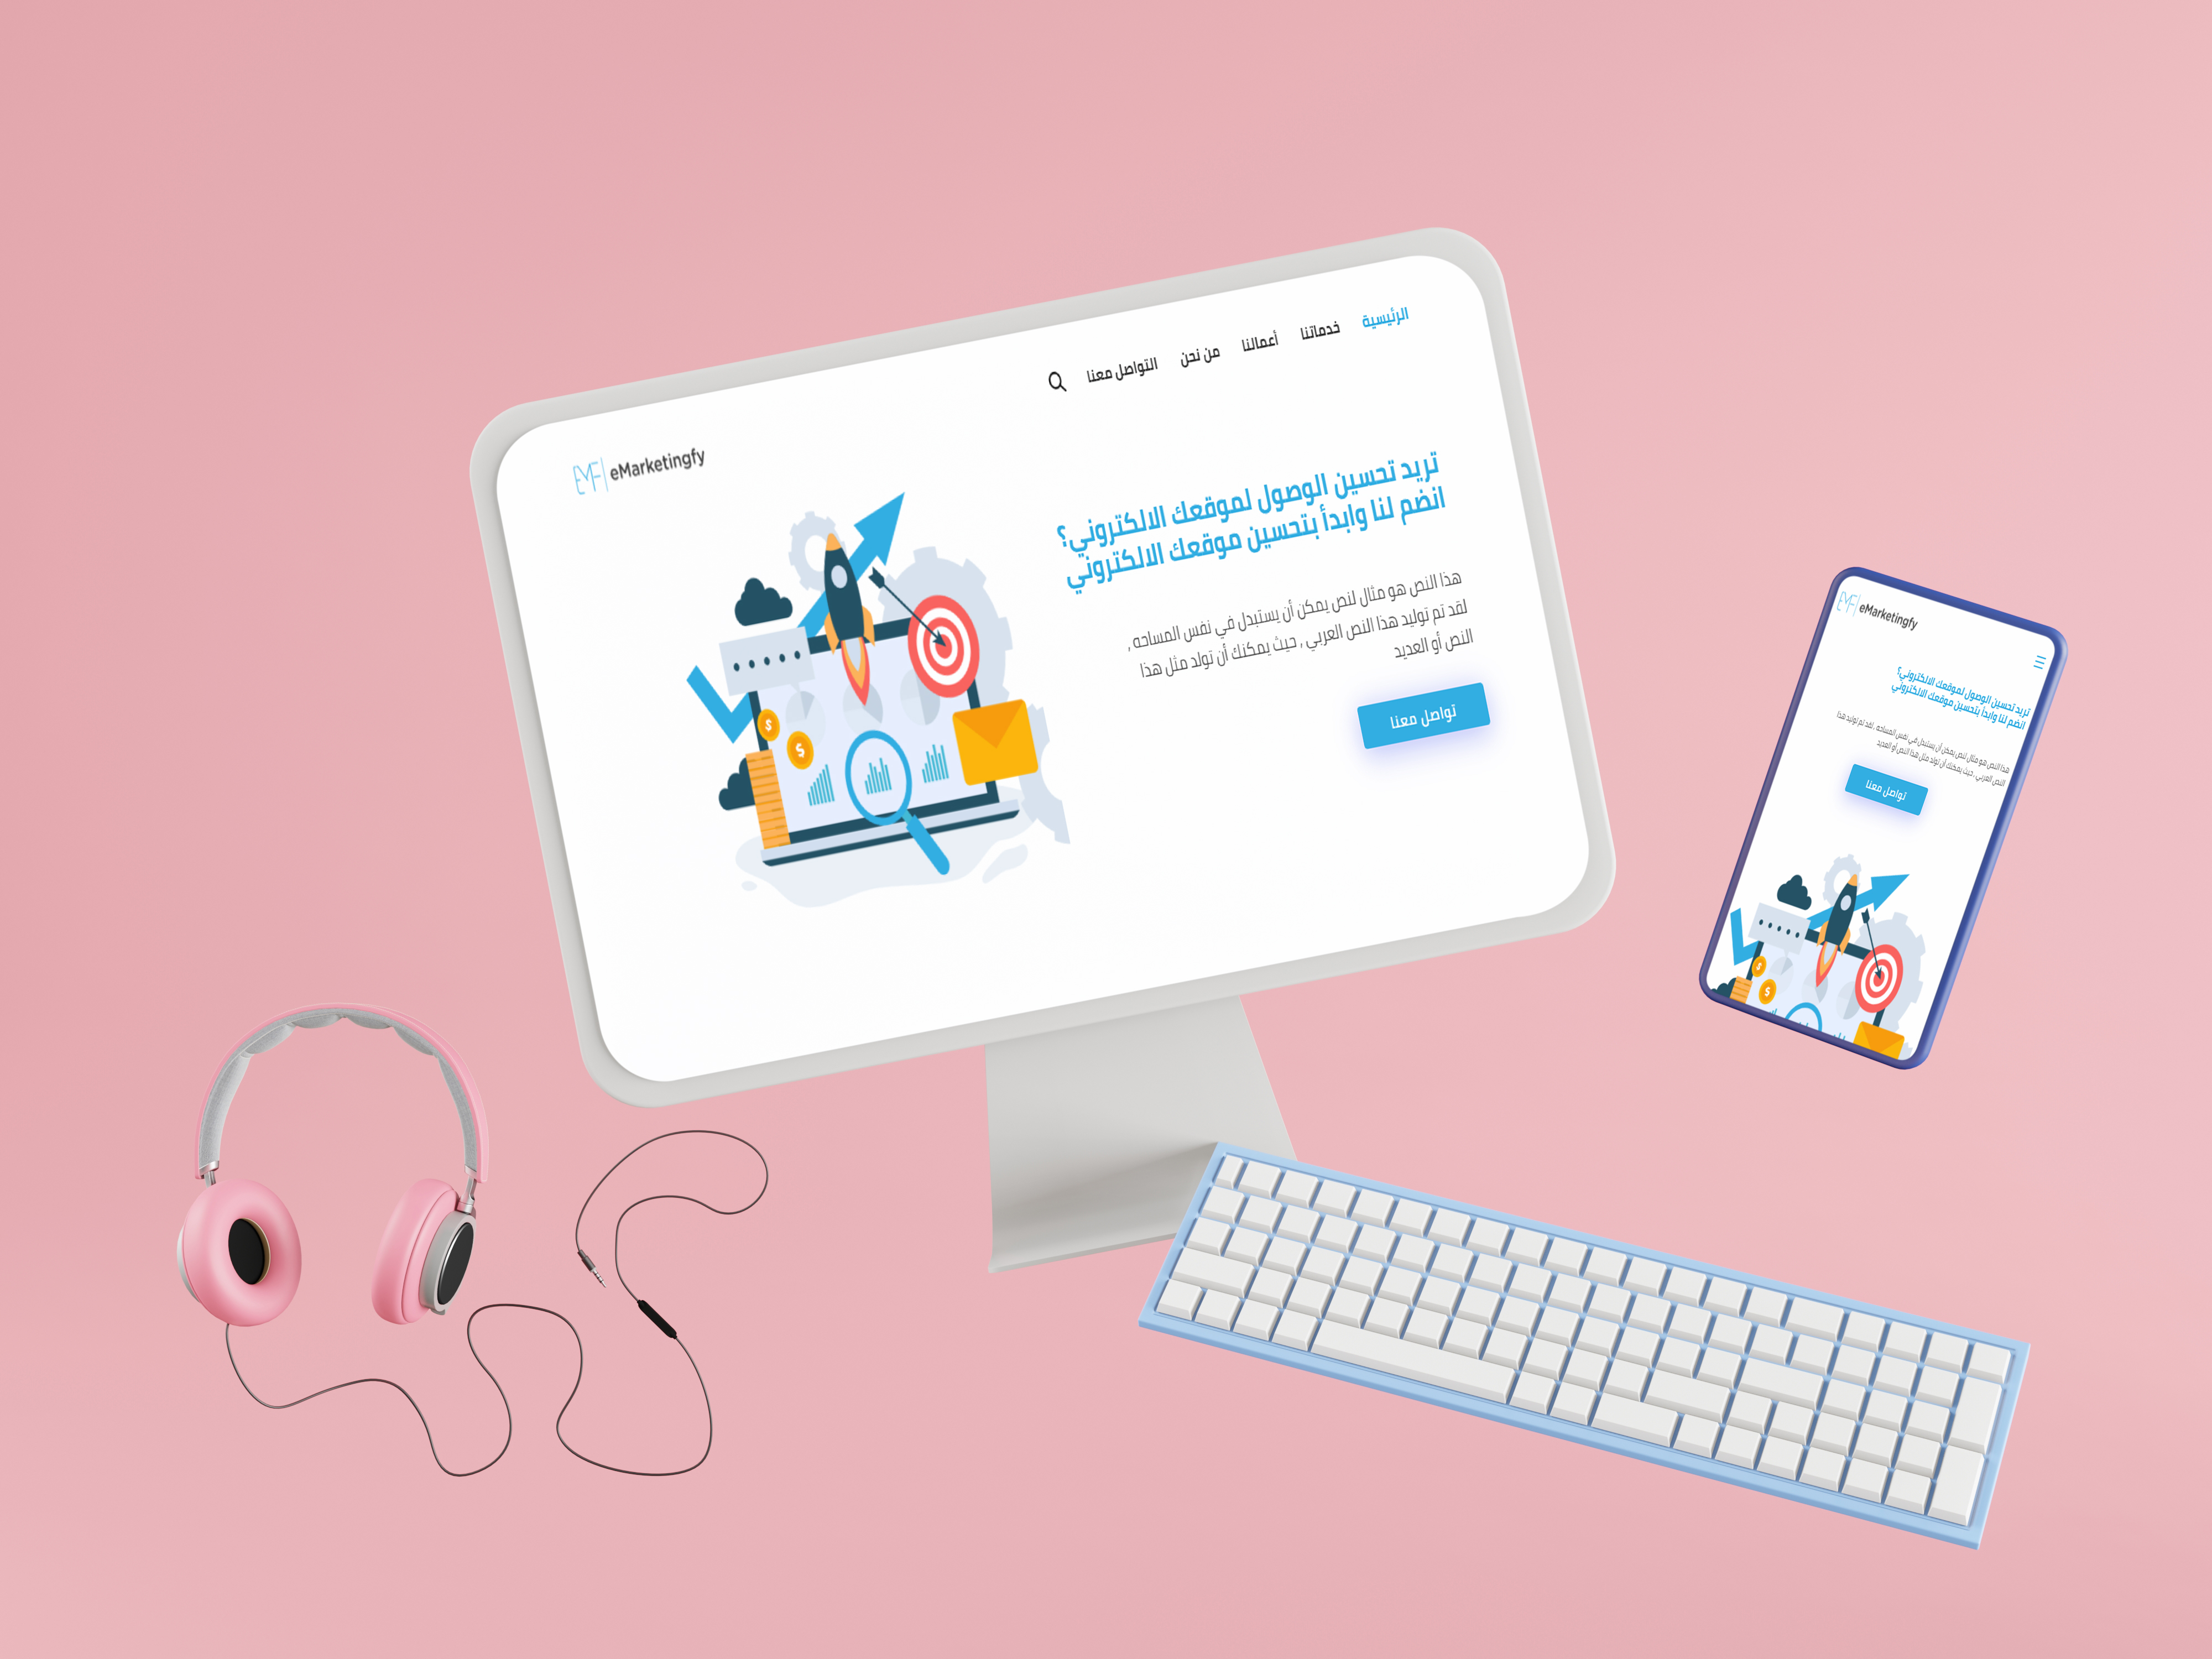 الرئيسية خدماتنا أعمالنا من نحن التواصل معنا
EMF eMarketingfy
تريد تحسين الوصول لموقعك الالكتروني؟
انضم لنا وابدأ بتحسين موقعك الالكتروني
هذا النص هو مثال لنص يمكن أن يستبدل في نفس المساحه ,
لقد تم توليد هذا النص العربي , حيث يمكنك أن تولد مثل هذا
النص أو العديد
تواصل معنا
EMF eMarketingfy
تريد تحسين الوصول لموقعك الالكتروني؟
انضم لنا وابدأ بتحسين موقعك الالكتروني
هذا النص هو مثال لنص يمكن أن يستبدل في نفس المساحه , لقد تم توليد هذا
النص العربي , حيث يمكنك أن تولد مثل هذا النص أو العديد
تواصل معنا